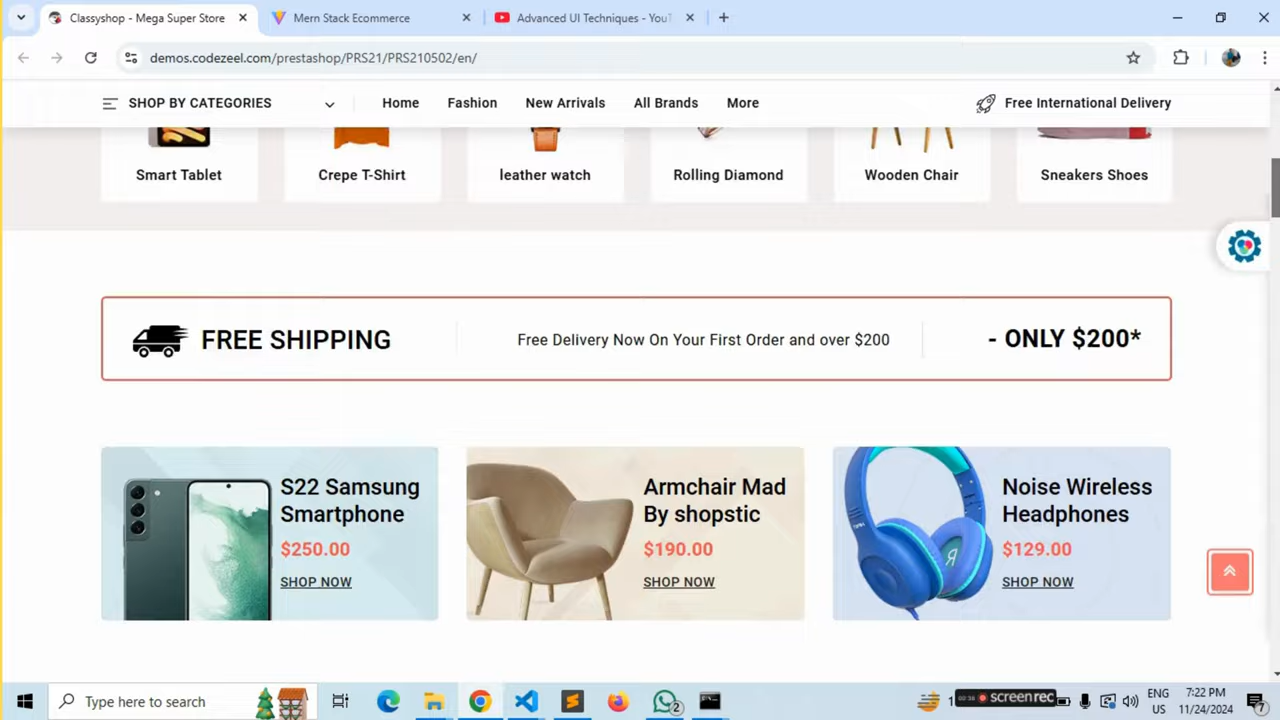 Classyshop - Mega Super Store
Mern Stack Ecommerce
Advanced UI Techniques - YouT
demos.codezeel.com/prestashop/PRS21/PRS210502/en/
SHOP BY CATEGORIES
Home
Fashion
New Arrivals
All Brands
More
Free International Delivery
Smart Tablet
Crepe T-Shirt
leather watch
Rolling Diamond
Wooden Chair
Sneakers Shoes
FREE SHIPPING
Free Delivery Now On Your First Order and over $200
- ONLY $200*
S22 Samsung
Smartphone
$250.00
SHOP NOW
Armchair Mad
By shopstic
$190.00
SHOP NOW
Noise Wireless
Headphones
$129.00
SHOP NOW
Type here to search
2
1
screenrec
ENG
US
7:22 PM
11/24/2024
7